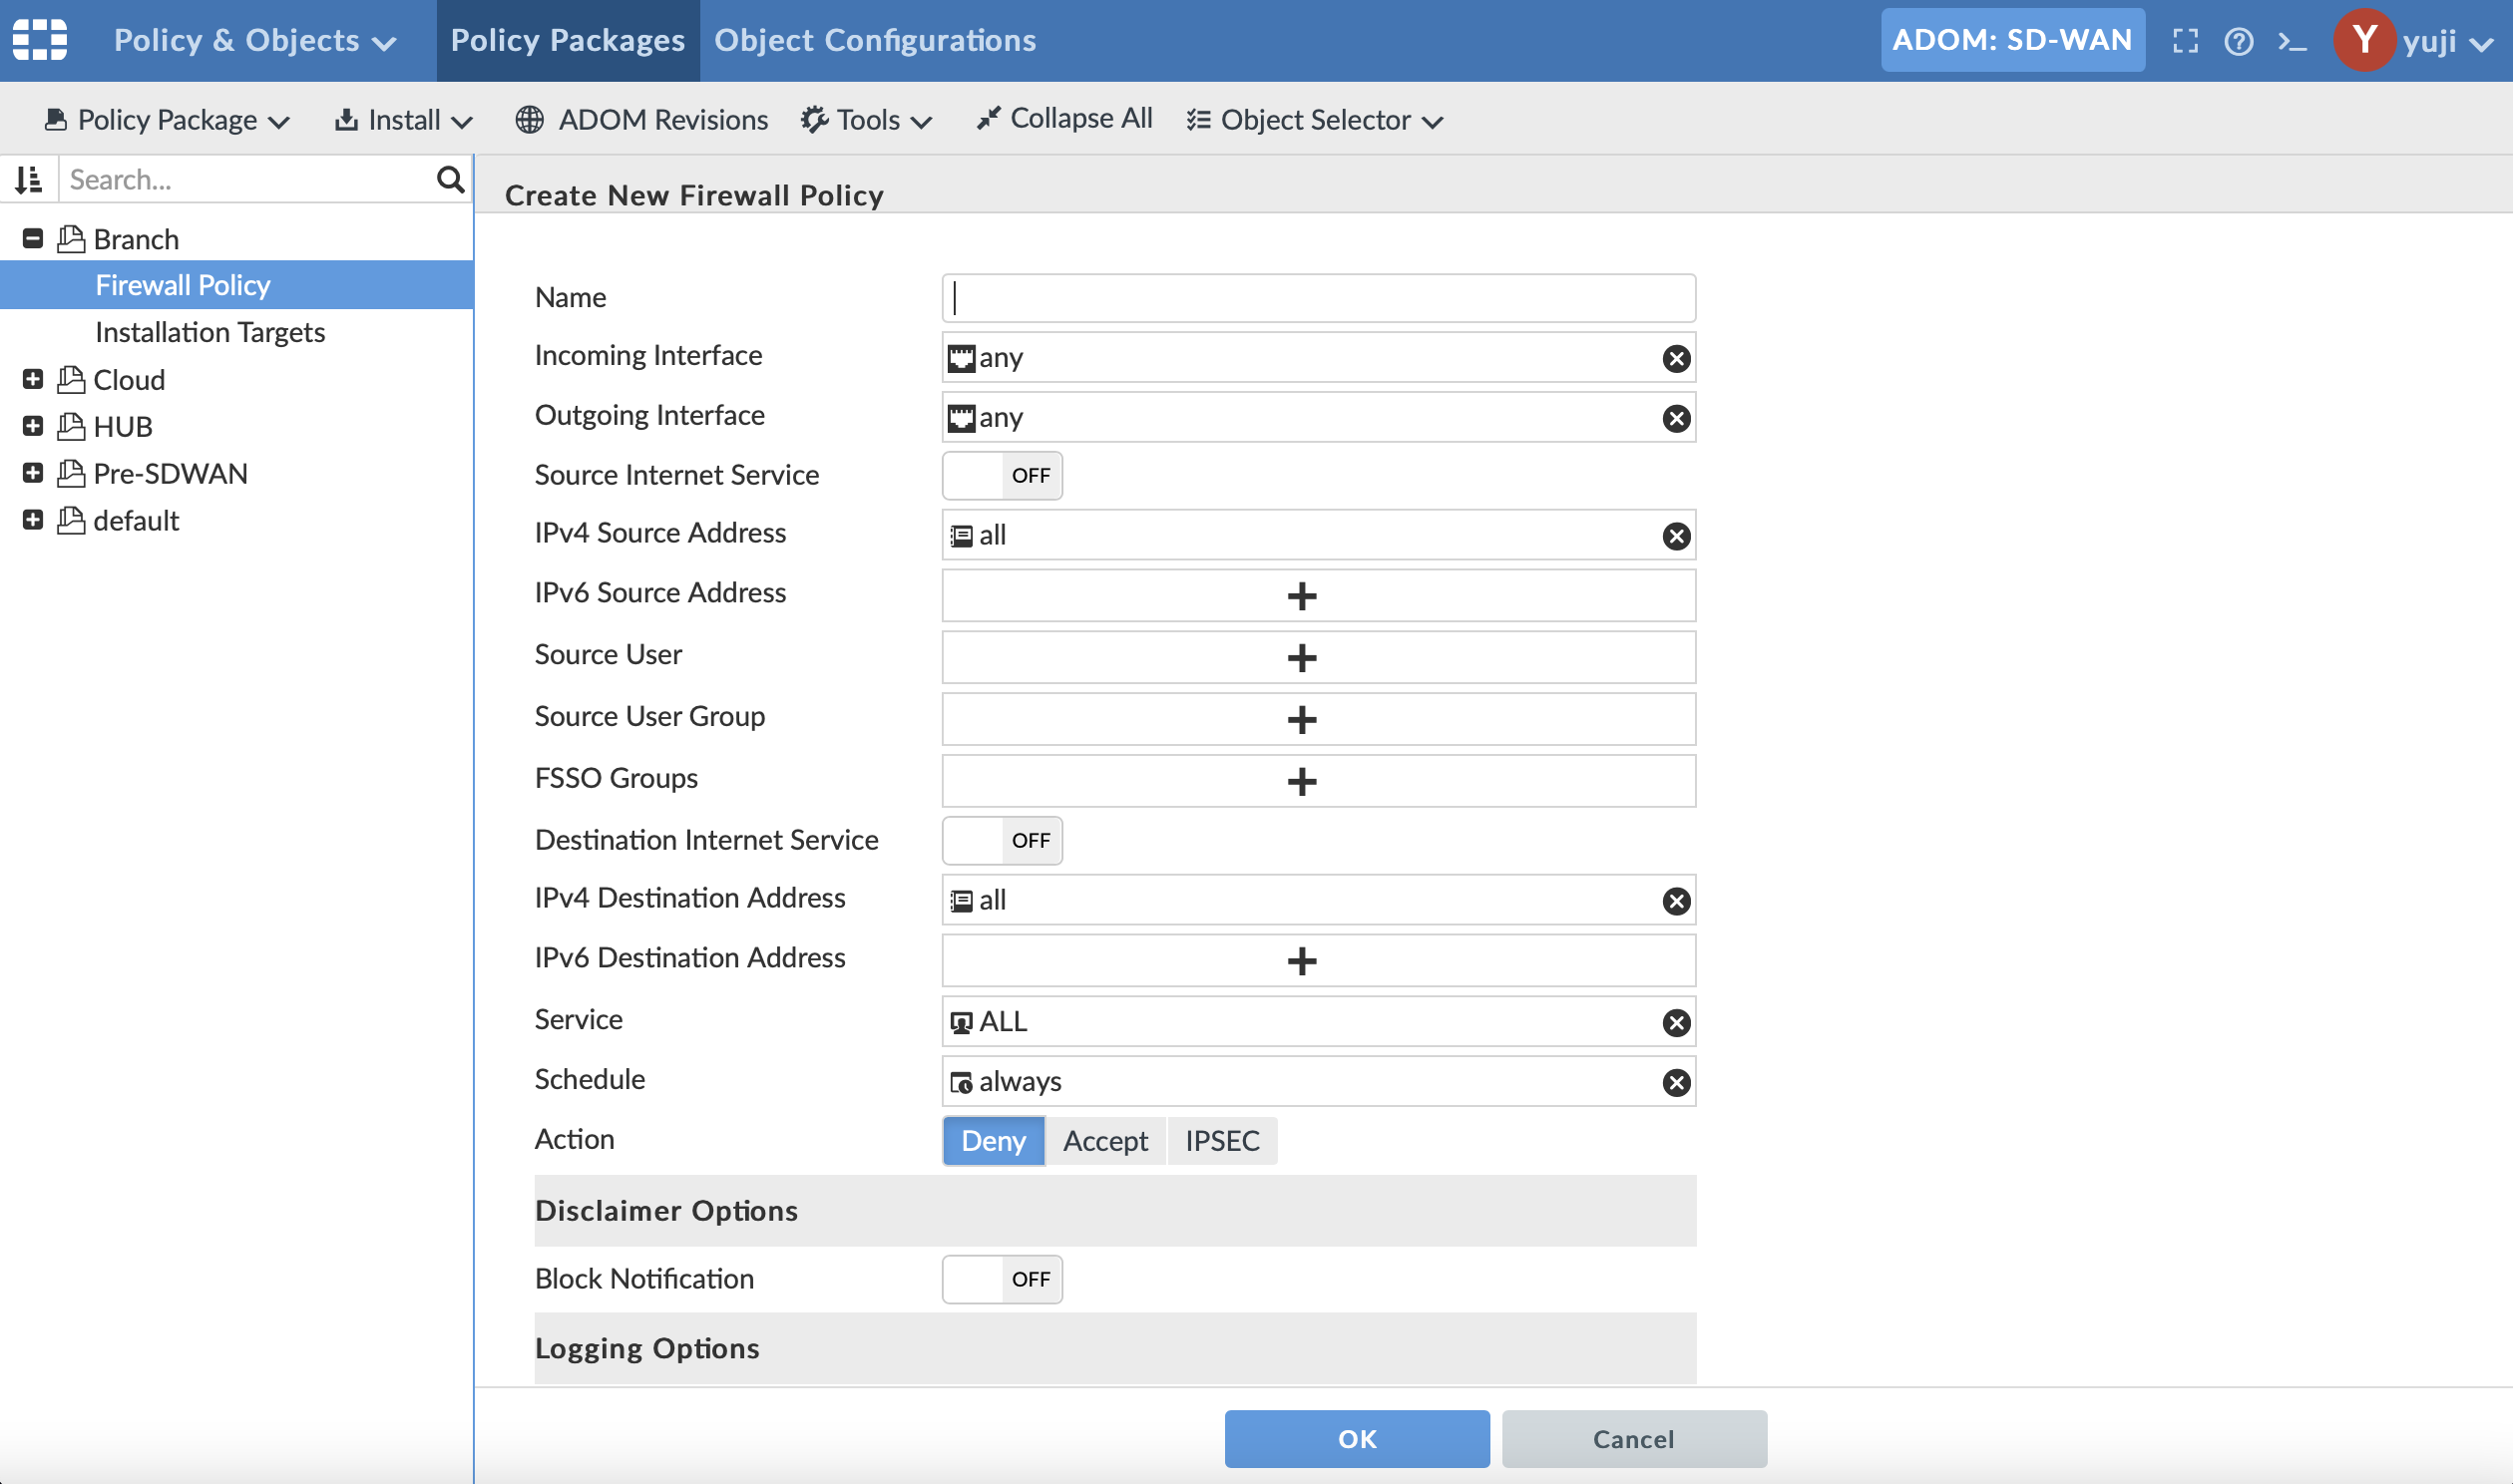 Policy & Objects Policy Packages Object Configurations ADOM: SD-WAN Y yuji
Policy Package Install ADOM Revisions Tools Collapse All Object Selector
Search...
Create New Firewall Policy
Branch
Firewall Policy
Installation Targets
Cloud
HUB
Pre-SDWAN
default
Name
Incoming Interface any
Outgoing Interface any
Source Internet Service OFF
IPv4 Source Address all
IPv6 Source Address
Source User
Source User Group
FSSO Groups
Destination Internet Service OFF
IPv4 Destination Address all
IPv6 Destination Address
Service ALL
Schedule always
Action Deny Accept IPSEC
Disclaimer Options
Block Notification OFF
Logging Options
OK Cancel